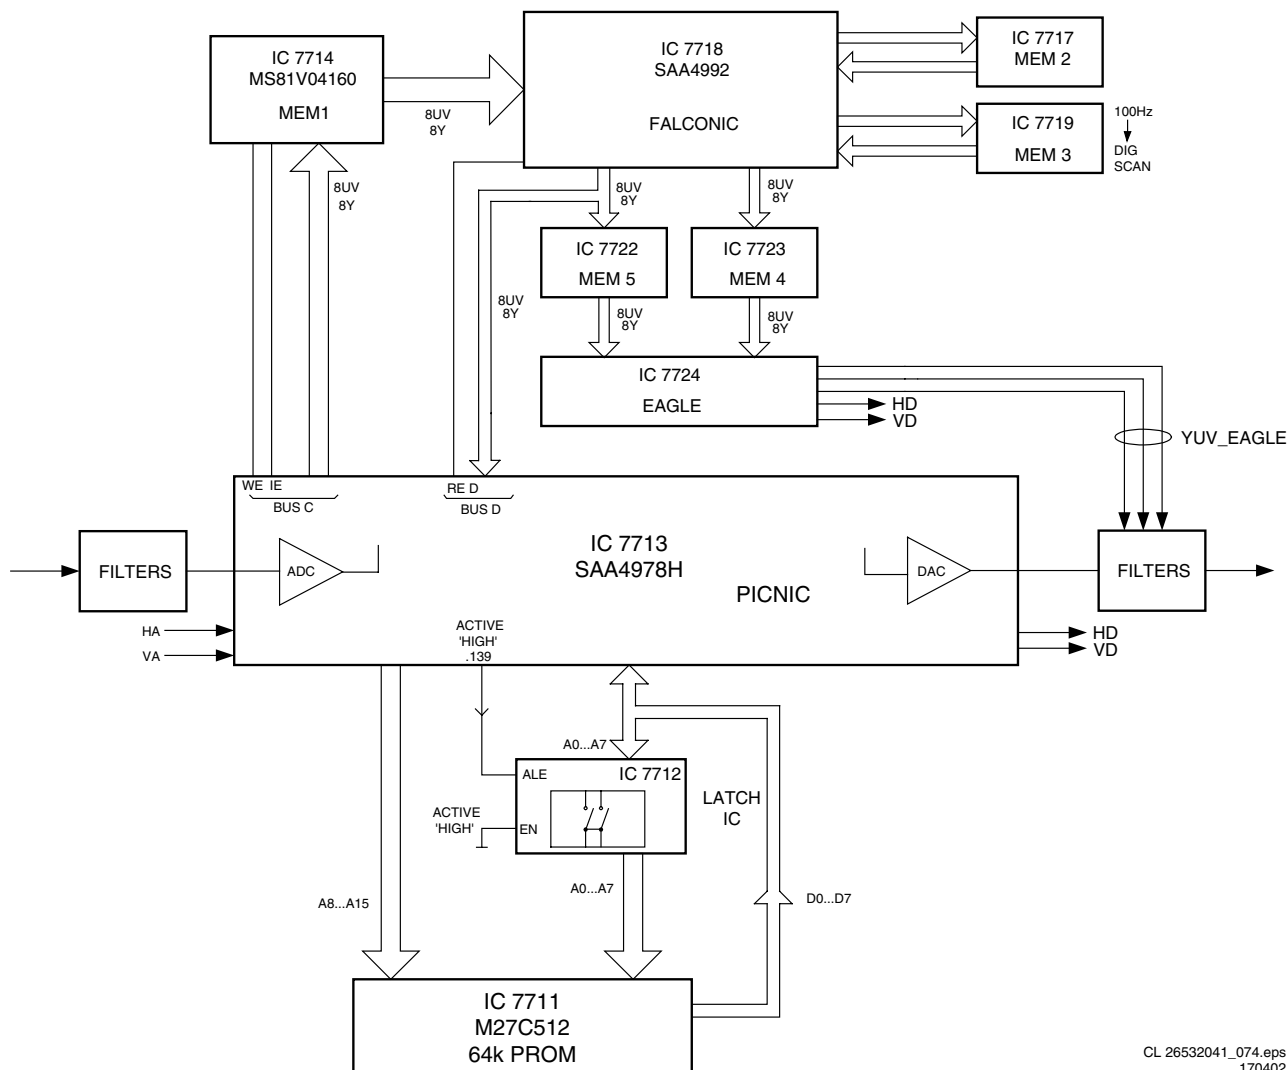 IC 7714
MS81V04160
MEM1
8UV
8Y
IC 7718
SAA4992
FALCONIC
IC 7717
MEM 2
IC 7719
MEM 3
100Hz
DIG
SCAN
8UV
8Y
8UV
8Y
8UV
8Y
IC 7722
MEM 5
IC 7723
MEM 4
8UV
8Y
8UV
8Y
8UV
8Y
IC 7724
EAGLE
HD
VD
YUV_EAGLE
WE IE
BUS C
RE D
BUS D
FILTERS
ADC
IC 7713
SAA4978H
PICNIC
DAC
FILTERS
HA
VA
ACTIVE
'HIGH'
.139
HD
VD
A0...A7
ALE
IC 7712
LATCH
IC
ACTIVE
'HIGH'
EN
A8...A15
A0...A7
D0...D7
IC 7711
M27C512
64k PROM
CL 26532041_074.eps
170402